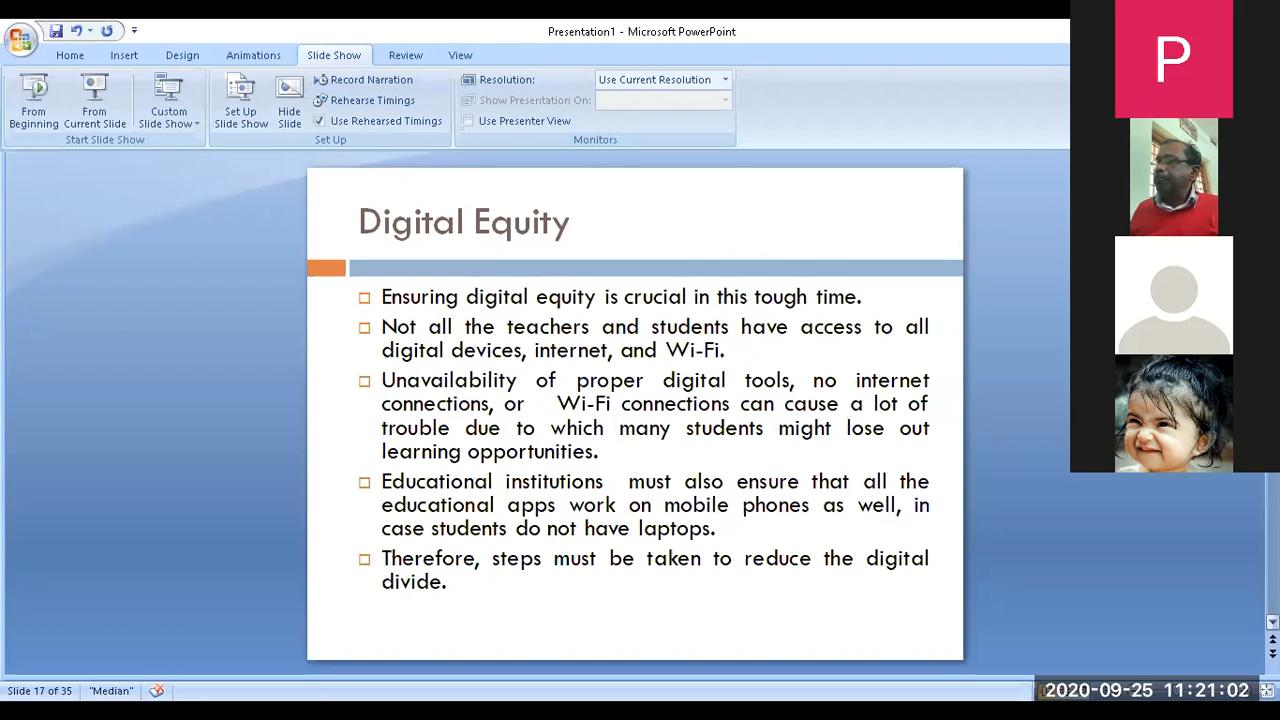 Presentation1 - Microsoft PowerPoint
Home Insert Design Animations Slide Show Review View
From Beginning
From Current Slide
Custom Slide Show
Set Up Slide Show
Hide Slide
Record Narration
Rehearse Timings
Use Rehearsed Timings
Resolution: Use Current Resolution
Show Presentation On:
Use Presenter View
Start Slide Show Set Up Monitors
P
Digital Equity
Ensuring digital equity is crucial in this tough time.
Not all the teachers and students have access to all
digital devices, internet, and Wi-Fi.
Unavailability of proper digital tools, no internet
connections, or Wi-Fi connections can cause a lot of
trouble due to which many students might lose out
learning opportunities.
Educational institutions must also ensure that all the
educational apps work on mobile phones as well, in
case students do not have laptops.
Therefore, steps must be taken to reduce the digital
divide.
Slide 17 of 35 "Median"
2020-09-25 11:21:02